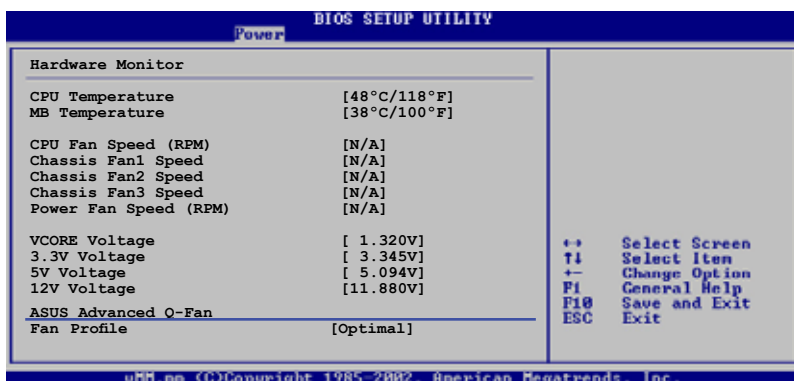 BIOS SETUP UTILITY
Power
Hardware Monitor
CPU Temperature [48°C/118°F]
MB Temperature [38°C/100°F]
CPU Fan Speed (RPM) [N/A]
Chassis Fan1 Speed [N/A]
Chassis Fan2 Speed [N/A]
Chassis Fan3 Speed [N/A]
Power Fan Speed (RPM) [N/A]
VCORE Voltage [ 1.320V]
3.3V Voltage [ 3.345V]
5V Voltage [ 5.094V]
12V Voltage [11.880V]
ASUS Advanced Q-Fan
Fan Profile [Optimal]
←→ Select Screen
↑↓ Select Item
+- Change Option
F1 General Help
F10 Save and Exit
ESC Exit
(C)Copyright 1985-2002, American Megatrends, Inc.